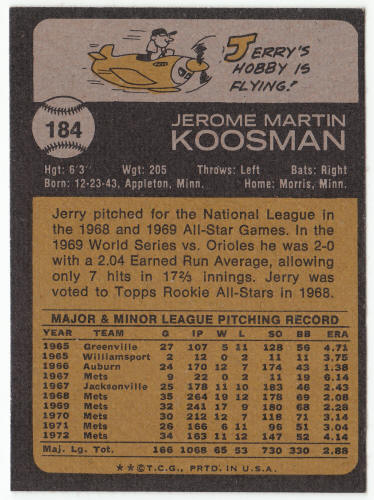 JERRY'S
HOBBY IS
FLYING!
184
JEROME MARTIN
KOOSMAN
Hgt: 6'3" Wgt: 205 Throws: Left Bats: Right
Born: 12-23-43, Appleton, Minn. Home: Morris, Minn.
Jerry pitched for the National League in
the 1968 and 1969 All-Star Games. In the
1969 World Series vs. Orioles he was 2-0
with a 2.04 Earned Run Average, allowing
only 7 hits in 17⅔ innings. Jerry was
voted to Topps Rookie All-Stars in 1968.
MAJOR & MINOR LEAGUE PITCHING RECORD
YEAR TEAM G IP W L SO BB ERA
1965 Greenville 27 107 5 11 128 56 4.71
1965 Williamsport 2 12 0 2 11 11 3.75
1966 Auburn 24 170 12 7 174 43 1.38
1967 Mets 9 22 0 2 11 19 6.14
1967 Jacksonville 25 178 11 10 183 46 2.43
1968 Mets 35 264 19 12 178 69 2.08
1969 Mets 32 241 17 9 180 68 2.28
1970 Mets 30 212 12 7 118 71 3.14
1971 Mets 26 166 6 11 96 51 3.04
1972 Mets 34 163 11 12 147 52 4.14
Maj. Lg. Tot. 166 1068 65 53 730 330 2.88
★★©T.C.G., PRTD. IN U.S.A.